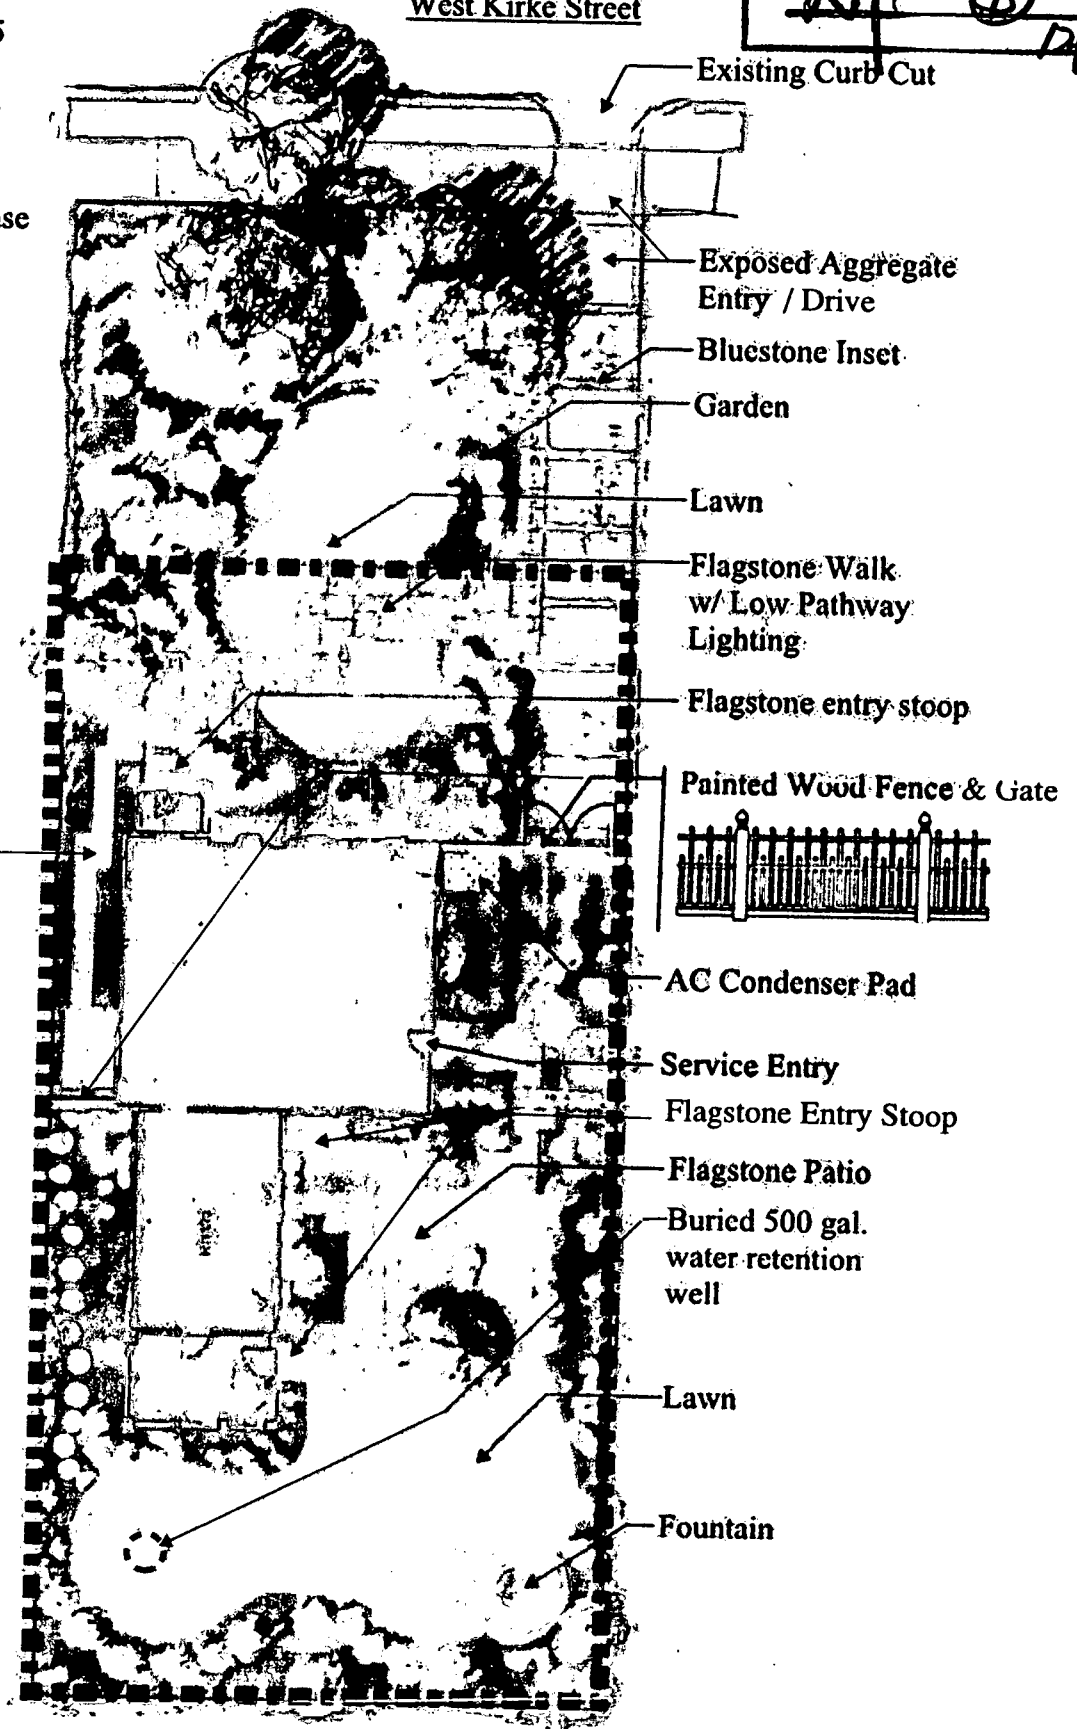 West Kirke Street
5
Existing Curb Cut
Exposed Aggregate
Entry / Drive
Bluestone Inset
Garden
Lawn
Flagstone Walk
w/ Low Pathway
Lighting
Flagstone entry stoop
Painted Wood Fence & Gate
AC Condenser Pad
Service Entry
Flagstone Entry Stoop
Flagstone Patio
Buried 500 gal.
water retention
well
Lawn
Fountain